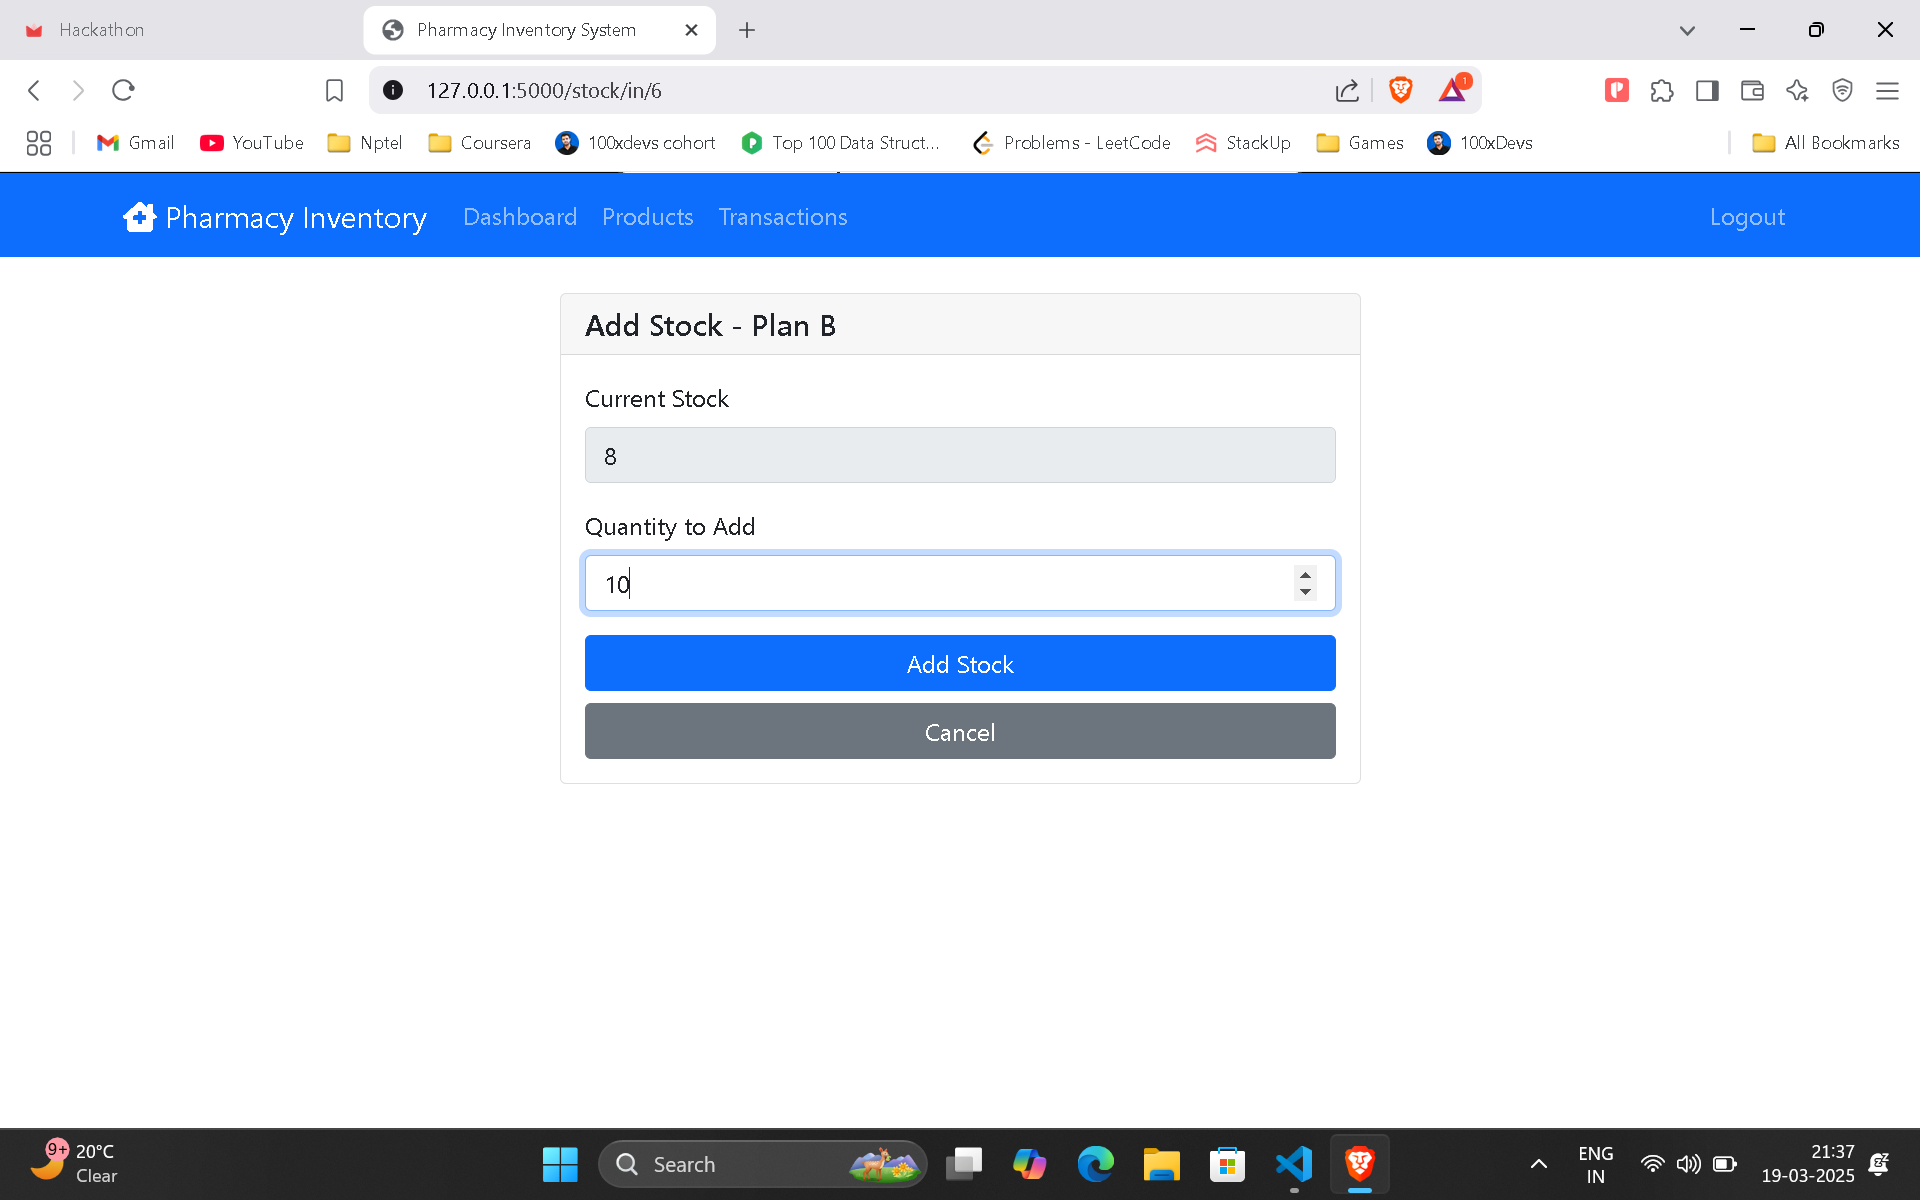 Hackathon
Pharmacy Inventory System
127.0.0.1:5000/stock/in/6
1
Gmail
YouTube
Nptel
Coursera
100xdevs cohort
Top 100 Data Struct...
Problems - LeetCode
StackUp
Games
100xDevs
All Bookmarks
Pharmacy Inventory
Dashboard
Products
Transactions
Logout
Add Stock - Plan B
Current Stock
8
Quantity to Add
10
Add Stock
Cancel
9+
20°C
Clear
Search
ENG
IN
21:37
19-03-2025